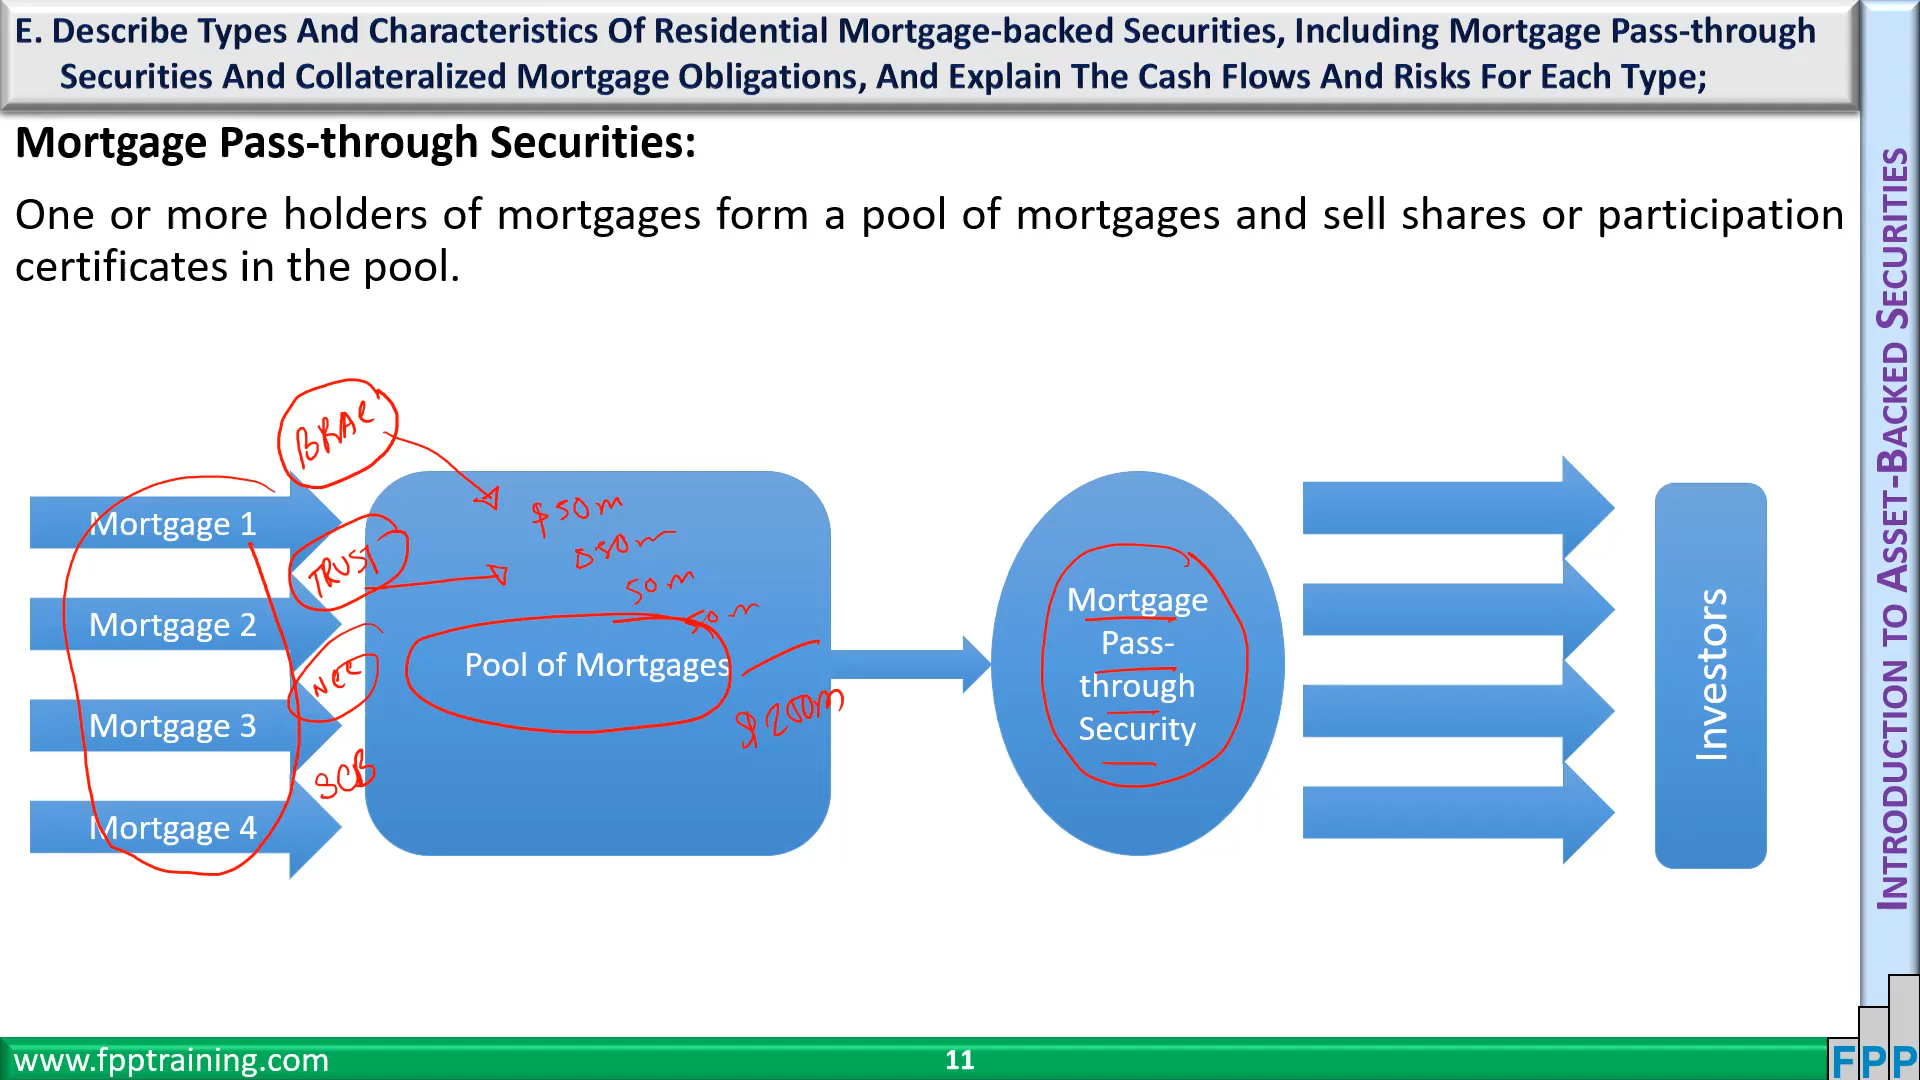 E. Describe Types And Characteristics Of Residential Mortgage-backed Securities, Including Mortgage Pass-through
Securities And Collateralized Mortgage Obligations, And Explain The Cash Flows And Risks For Each Type;
Mortgage Pass-through Securities:
One or more holders of mortgages form a pool of mortgages and sell shares or participation
certificates in the pool.
BRAC
Mortgage 1
TRUST
Mortgage 2
Mortgage 3
SCB
Mortgage 4
$50m
50m
50m
Pool of Mortgages
$200m
Mortgage
Pass-
through
Security
Investors
INTRODUCTION TO ASSET-BACKED SECURITIES
www.fpptraining.com
11
FPP